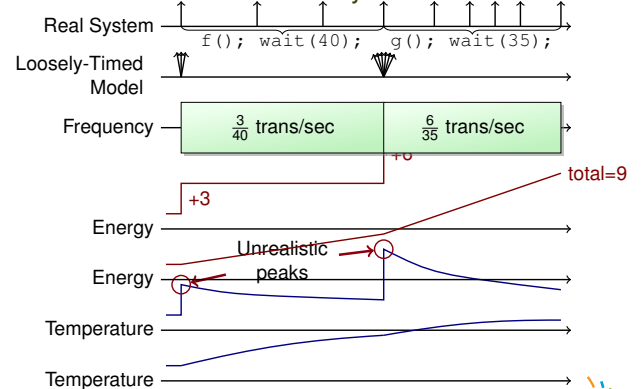 Real System
f(); wait(40); g(); wait(35);
Loosely-Timed
Model
Frequency
3/40 trans/sec
6/35 trans/sec
+6
total=9
+3
Energy
Unrealistic
peaks
Energy
Temperature
Temperature